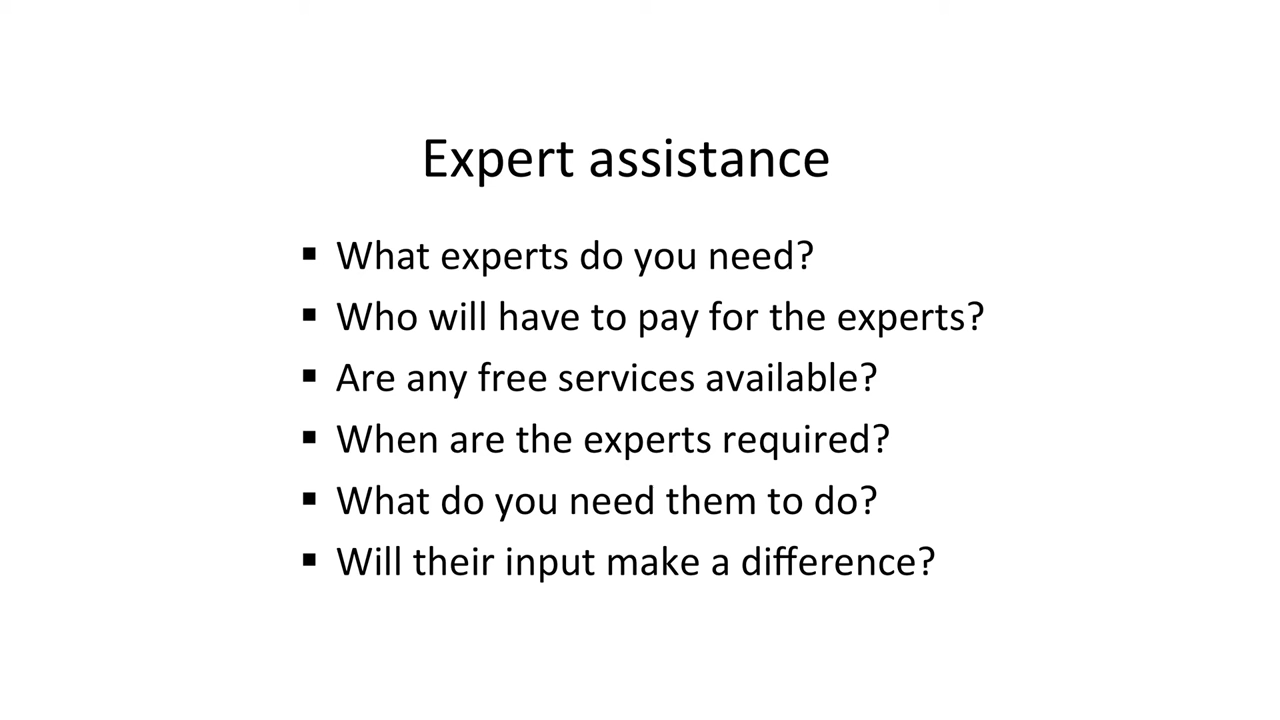 Expert assistance
▪ What experts do you need?
▪ Who will have to pay for the experts?
▪ Are any free services available?
▪ When are the experts required?
▪ What do you need them to do?
▪ Will their input make a difference?